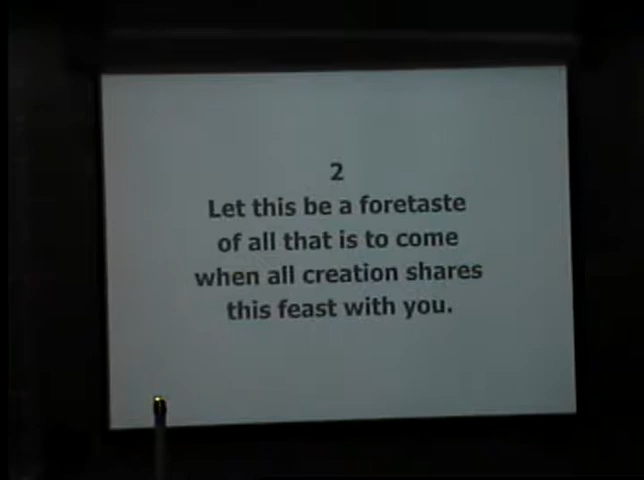 2
Let this be a foretaste
of all that is to come
when all creation shares
this feast with you.